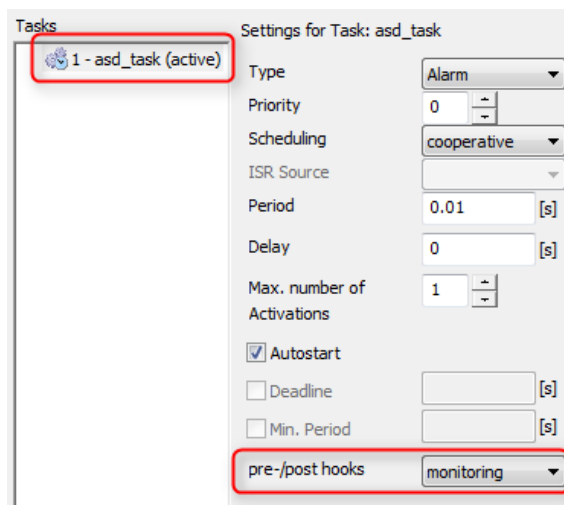 Tasks
1 - asd_task (active)
Settings for Task: asd_task
Type Alarm
Priority 0
Scheduling cooperative
ISR Source
Period 0.01 [s]
Delay 0 [s]
Max. number of
Activations 1
Autostart
Deadline [s]
Min. Period [s]
pre-/post hooks monitoring